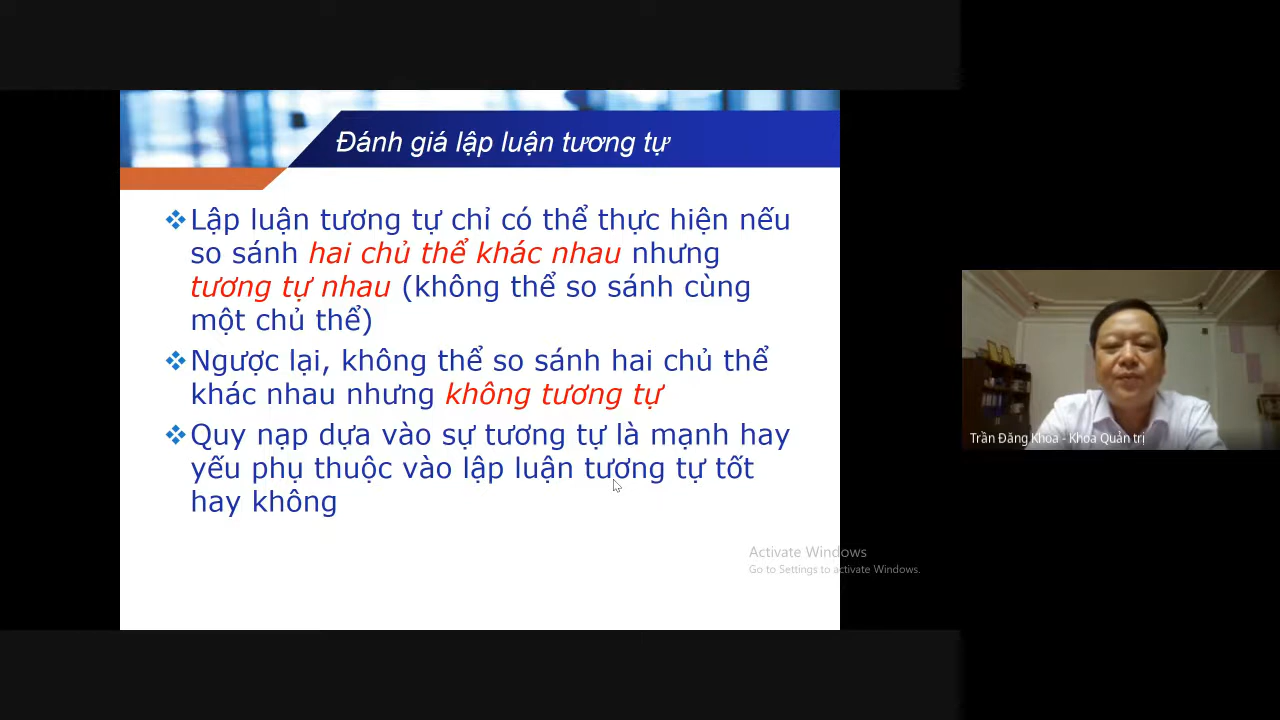 Đánh giá lập luận tương tự
Lập luận tương tự chỉ có thể thực hiện nếu
so sánh hai chủ thể khác nhau nhưng
tương tự nhau (không thể so sánh cùng
một chủ thể)
Ngược lại, không thể so sánh hai chủ thể
khác nhau nhưng không tương tự
Quy nạp dựa vào sự tương tự là mạnh hay
yếu phụ thuộc vào lập luận tương tự tốt
hay không
Activate Windows
Go to Settings to activate Windows.
Trần Đăng Khoa - Khoa Quản trị